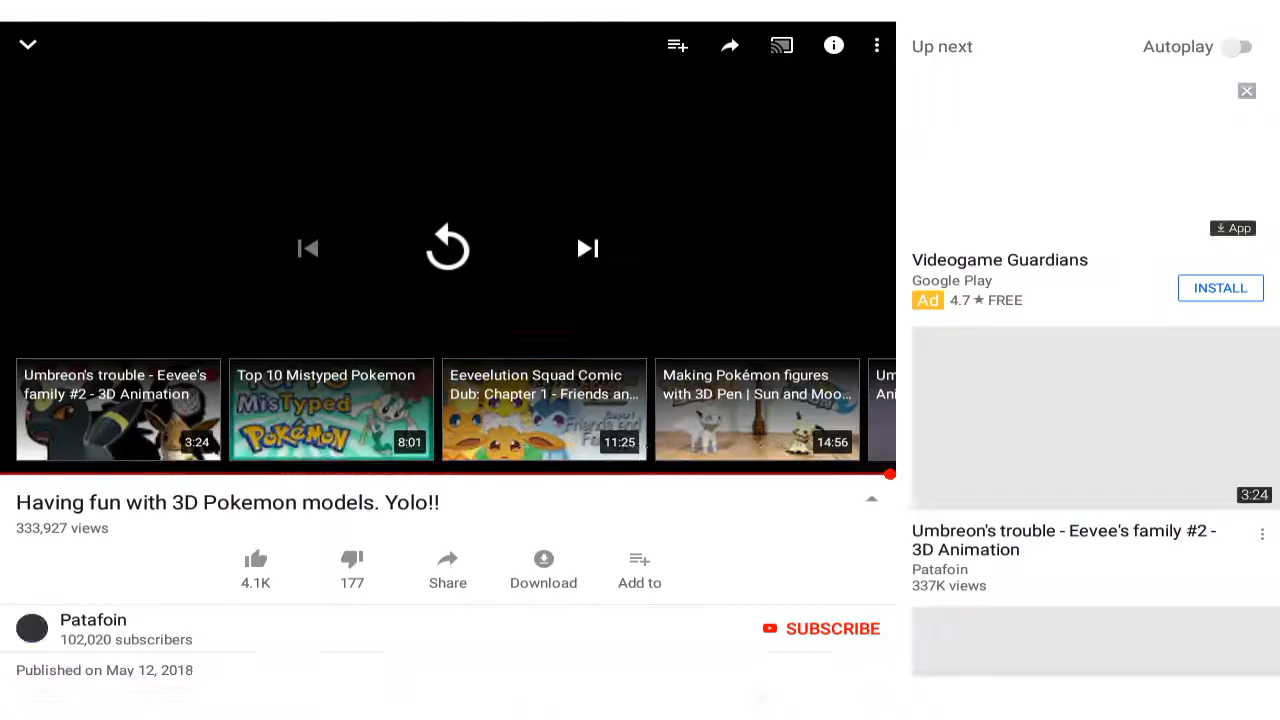 Up next
Autoplay
App
Videogame Guardians
Google Play
Ad 4.7 ★ FREE
INSTALL
Umbreon's trouble - Eevee's
family #2 - 3D Animation
3:24
Top 10 Mistyped Pokemon
MisTyped
POKéMON
8:01
Eeveelution Squad Comic
Dub: Chapter 1 - Friends an...
Friends and
11:25
Making Pokémon figures
with 3D Pen | Sun and Moo...
14:56
Having fun with 3D Pokemon models. Yolo!!
333,927 views
4.1K
177
Share
Download
Add to
Patafoin
102,020 subscribers
SUBSCRIBE
Published on May 12, 2018
3:24
Umbreon's trouble - Eevee's family #2 -
3D Animation
Patafoin
337K views